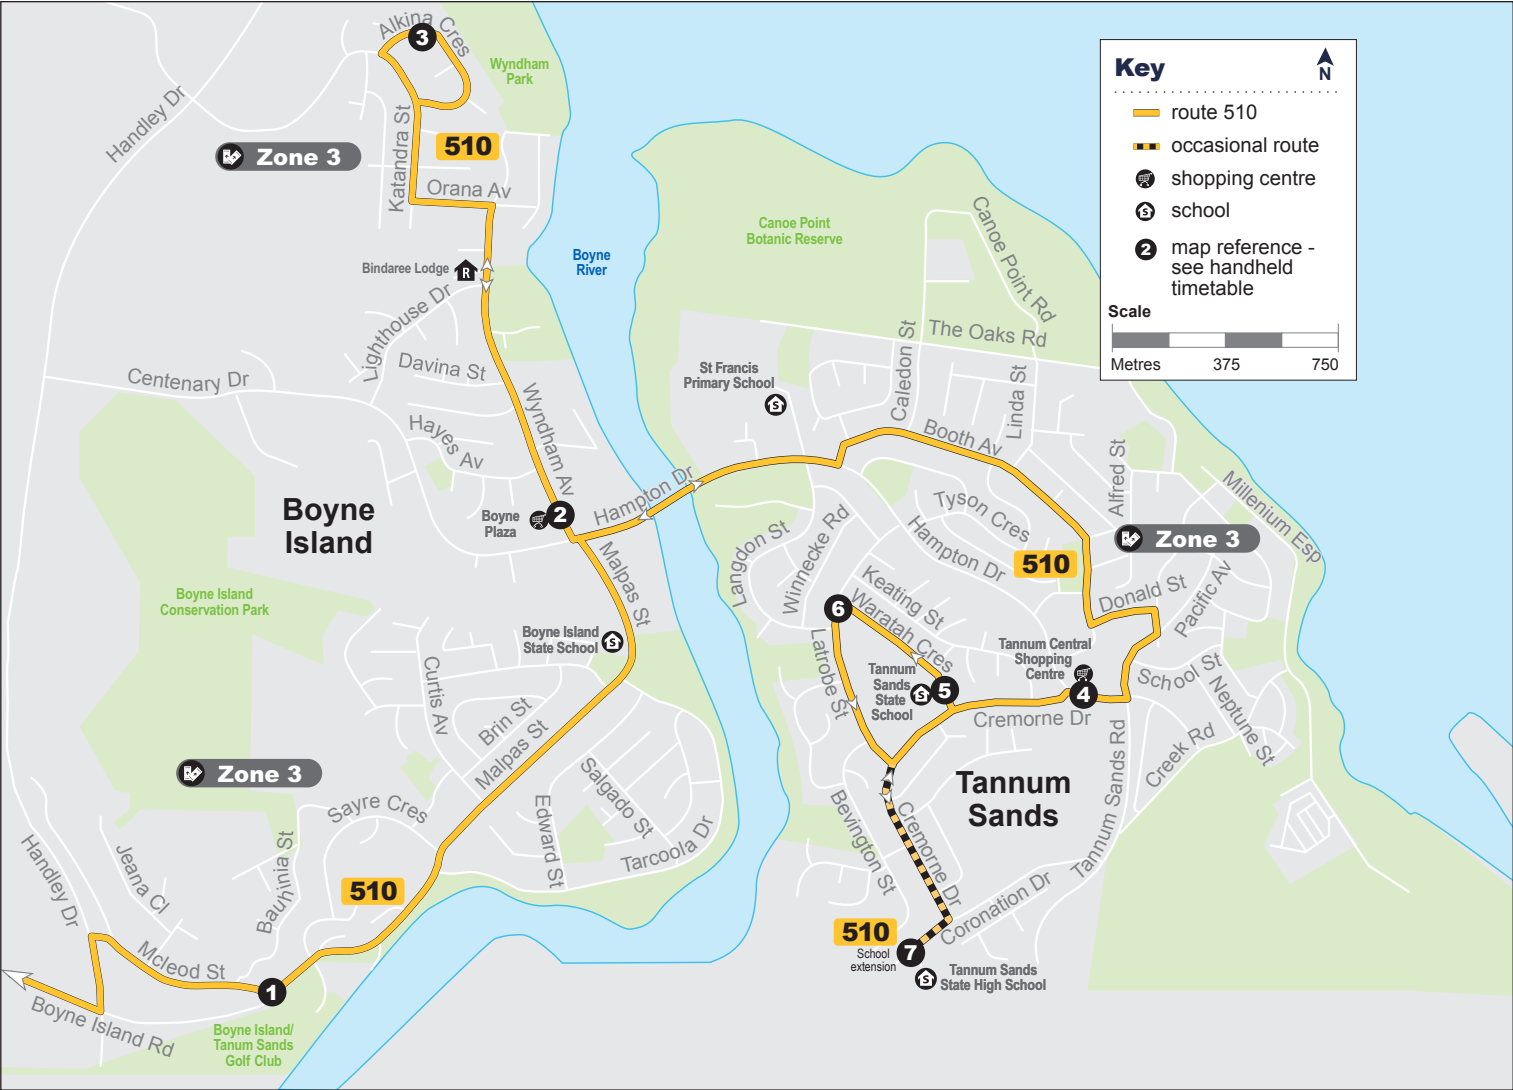 Alkina Cres
3
Wyndham
Park
Handley Dr
Katandra St
Zone 3
510
Orana Av
Bindaree Lodge
R
Boyne
River
Canoe Point
Botanic Reserve
Canoe Point Rd
Key
N
route 510
occasional route
shopping centre
S
school
2
map reference -
see handheld
timetable
Scale
Metres
375
750
Lighthouse Dr
Davina St
Centenary Dr
Wyndham Av
Hayes Av
The Oaks Rd
Caledon St
Linda St
St Francis
Primary School
S
Booth Av
Alfred St
Millenium Esp
Boyne
Island
Boyne
Plaza
2
Hampton Dr
Malpas St
Langdon St
Winnecke Rd
Tyson Cres
Hampton Dr
510
Zone 3
Keating St
Waratah Cres
Donald St
Pacific Av
6
Boyne Island
Conservation Park
Boyne Island
State School
S
Latrobe St
Tannum
Sands
State
School
S
5
Tannum Central
Shopping
Centre
4
School St
Neptune St
Cremorne Dr
Curtis Av
Brin St
Malpas St
Tannum Sands Rd
Creek Rd
Zone 3
Tannum
Sands
Sayre Cres
Salgado St
Edward St
Tarcoola Dr
Bevington St
Cremorne Dr
Coronation Dr
Handley Dr
Jeana Cl
Bauhinia St
510
510
School
extension
7
S
Tannum Sands
State High School
Mcleod St
1
Boyne Island Rd
Boyne Island/
Tanum Sands
Golf Club